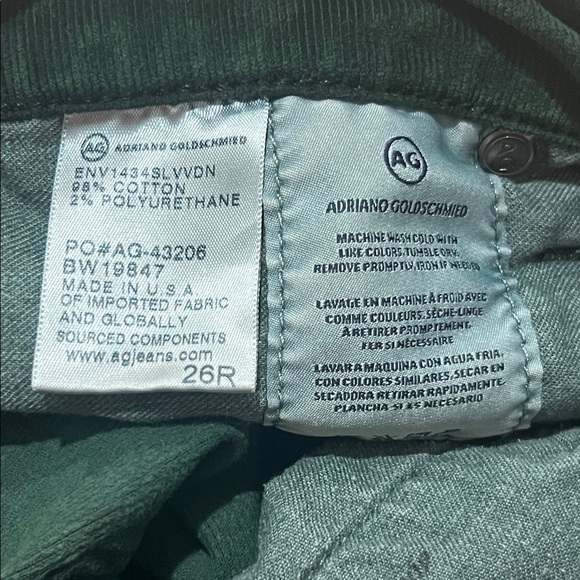 AG ADRIANO GOLDSCHMIED
ENV1434SLVVDN
98% COTTON
2% POLYURETHANE
PO#AG-43206
BW19847
MADE IN U.S.A
OF IMPORTED FABRIC
AND GLOBALLY
SOURCED COMPONENTS
www.agjeans.com
26R
AG
ADRIANO GOLDSCHMIED
MACHINE WASH COLD WITH
LIKE COLORS, TUMBLE DRY,
REMOVE PROMPTLY, IRON IF NEEDED
LAVAGE EN MACHINE À FROID AVEC
COMME COULEURS. SÈCHE-LINGE
À RETIRER PROMPTEMENT.
FER SI NÉCESSAIRE
LAVAR A MAQUINA CON AGUA FRIA,
CON COLORES SIMILARES, SECAR EN
SECADORA RETIRAR RAPIDAMENTE.
PLANCHA SI ES NECESARIO